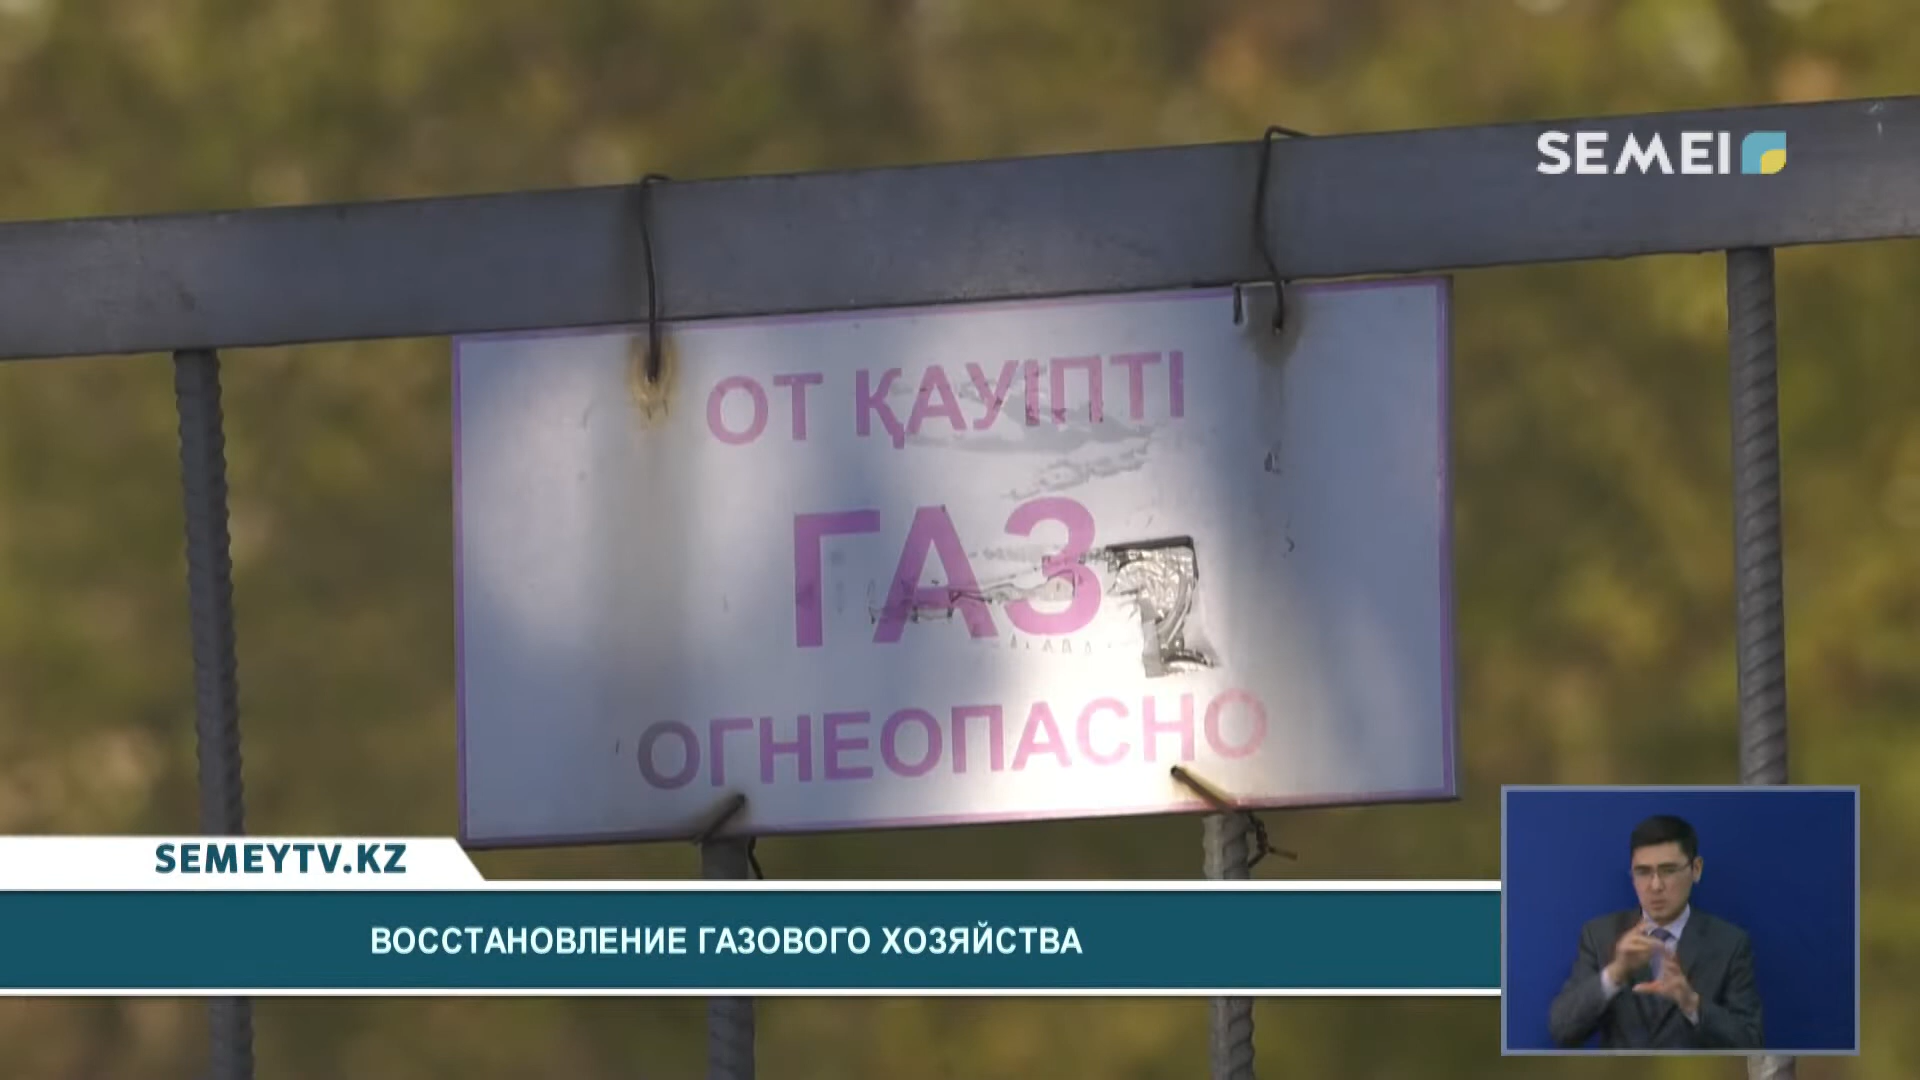 SEMEI
ОТ ҚАУІПТІ
ГАЗ
ОГНЕОПАСНО
SEMEYTV.KZ
ВОССТАНОВЛЕНИЕ ГАЗОВОГО ХОЗЯЙСТВА